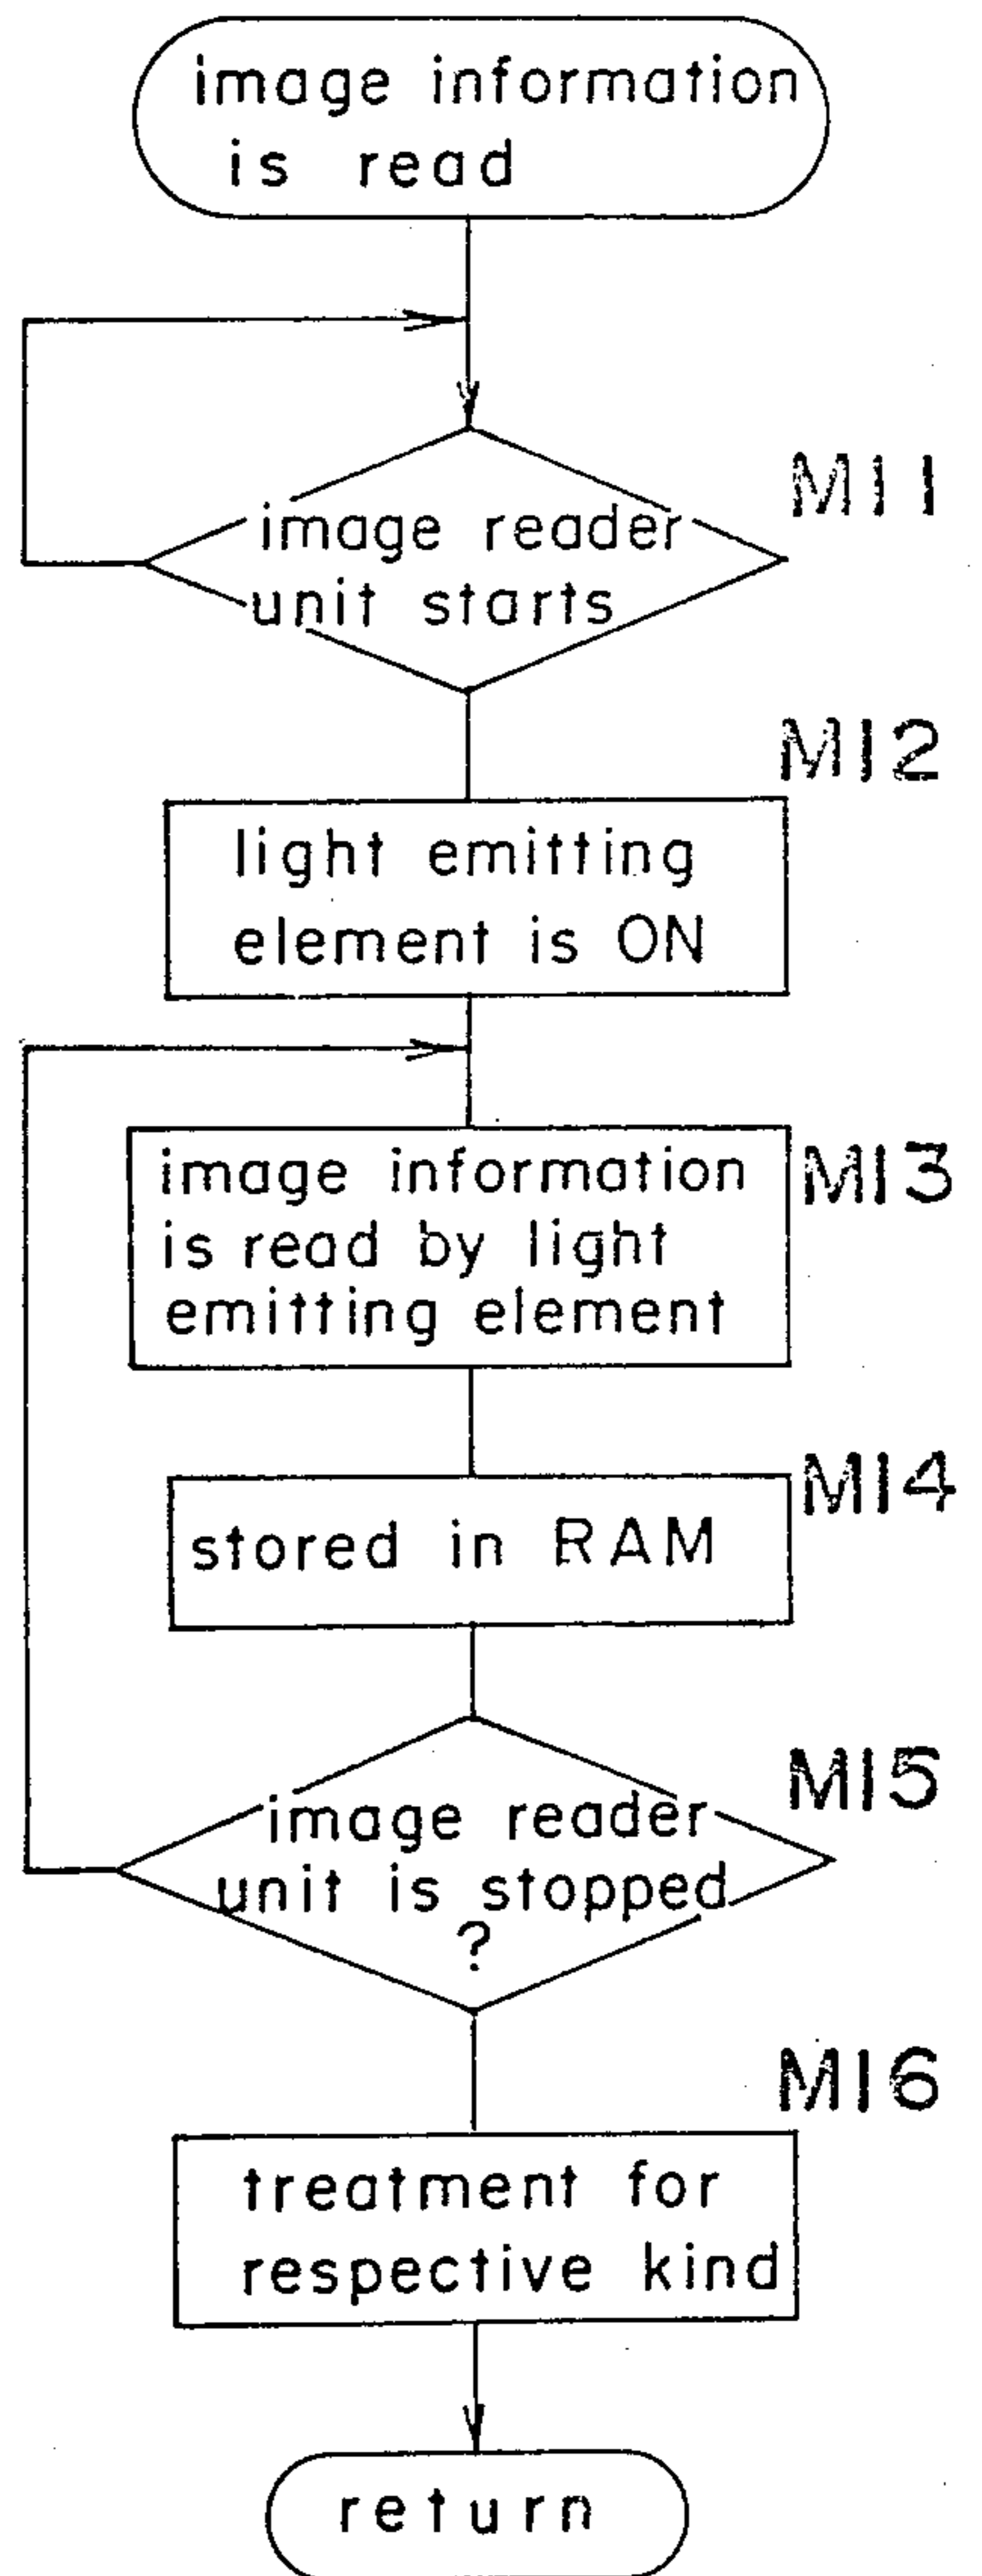 image information
is read
M11
image reader
unit starts
M12
light emitting
element is ON
M13
image information
is read by light
emitting element
M14
stored in RAM
M15
image reader
unit is stopped
?
M16
treatment for
respective kind
return